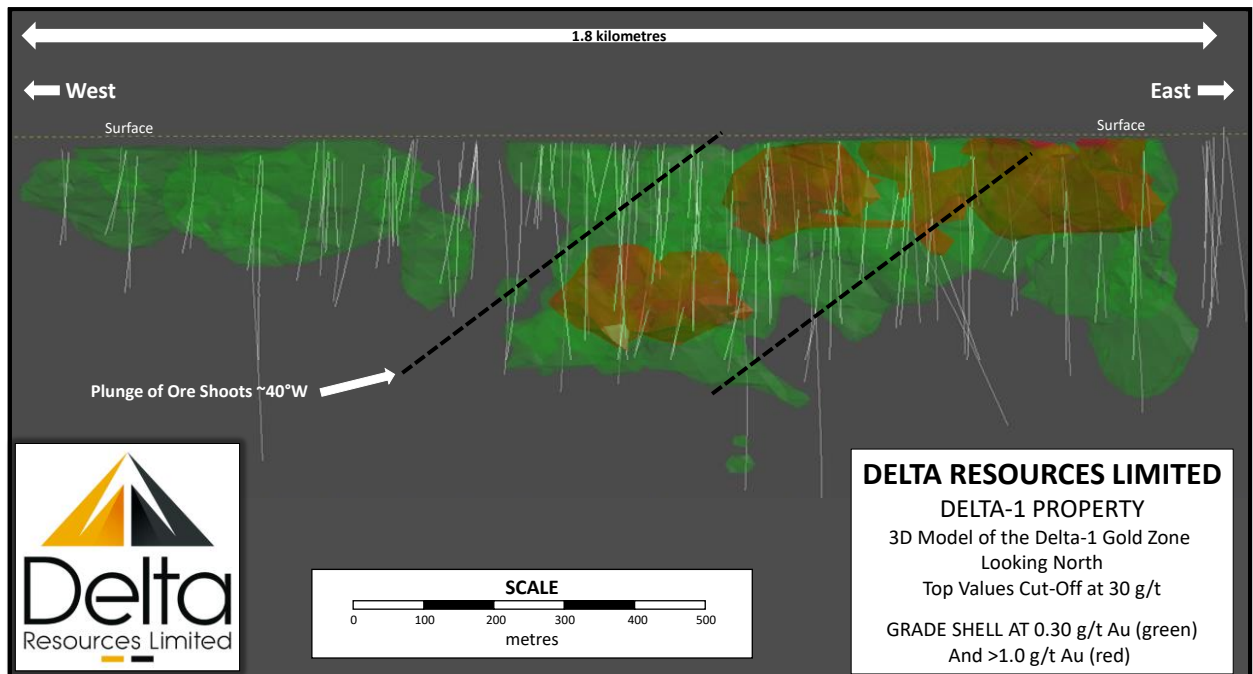 1.8 kilometres
West
East
Surface
Surface
Plunge of Ore Shoots ~40°W
Delta
Resources Limited
SCALE
0 100 200 300 400 500
metres
DELTA RESOURCES LIMITED
DELTA-1 PROPERTY
3D Model of the Delta-1 Gold Zone
Looking North
Top Values Cut-Off at 30 g/t
GRADE SHELL AT 0.30 g/t Au (green)
And >1.0 g/t Au (red)